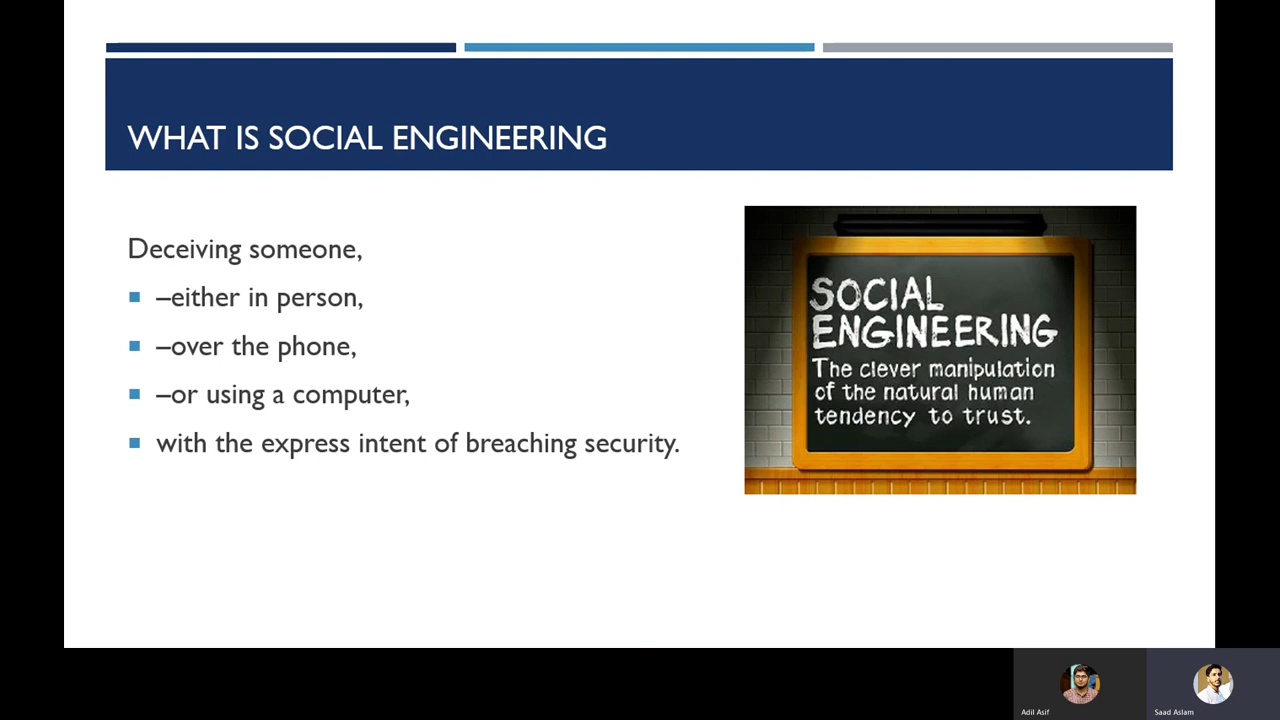 WHAT IS SOCIAL ENGINEERING
Deceiving someone,
–either in person,
–over the phone,
–or using a computer,
with the express intent of breaching security.
SOCIAL
ENGINEERING
The clever manipulation
of the natural human
tendency to trust.
Adil Asif
Saad Aslam